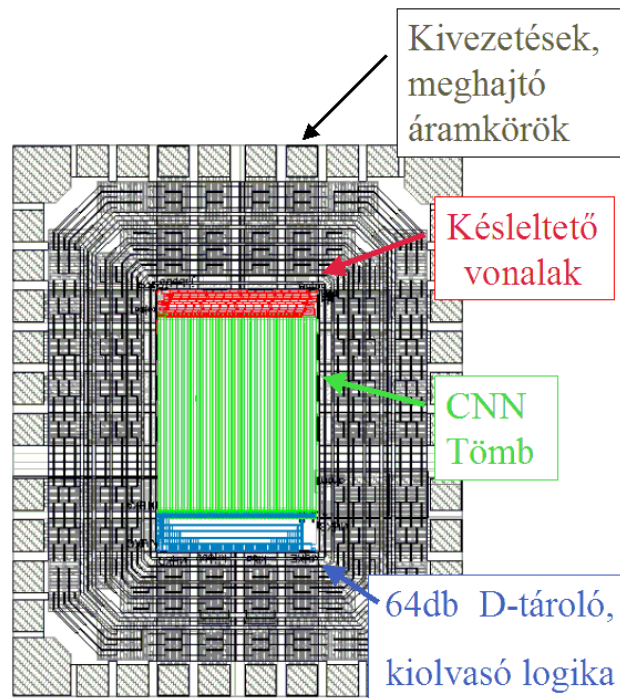 Kivezetések,
meghajtó
áramkörök
Késleltető
vonalak
CNN
Tömb
64db D-tároló,
kiolvasó logika